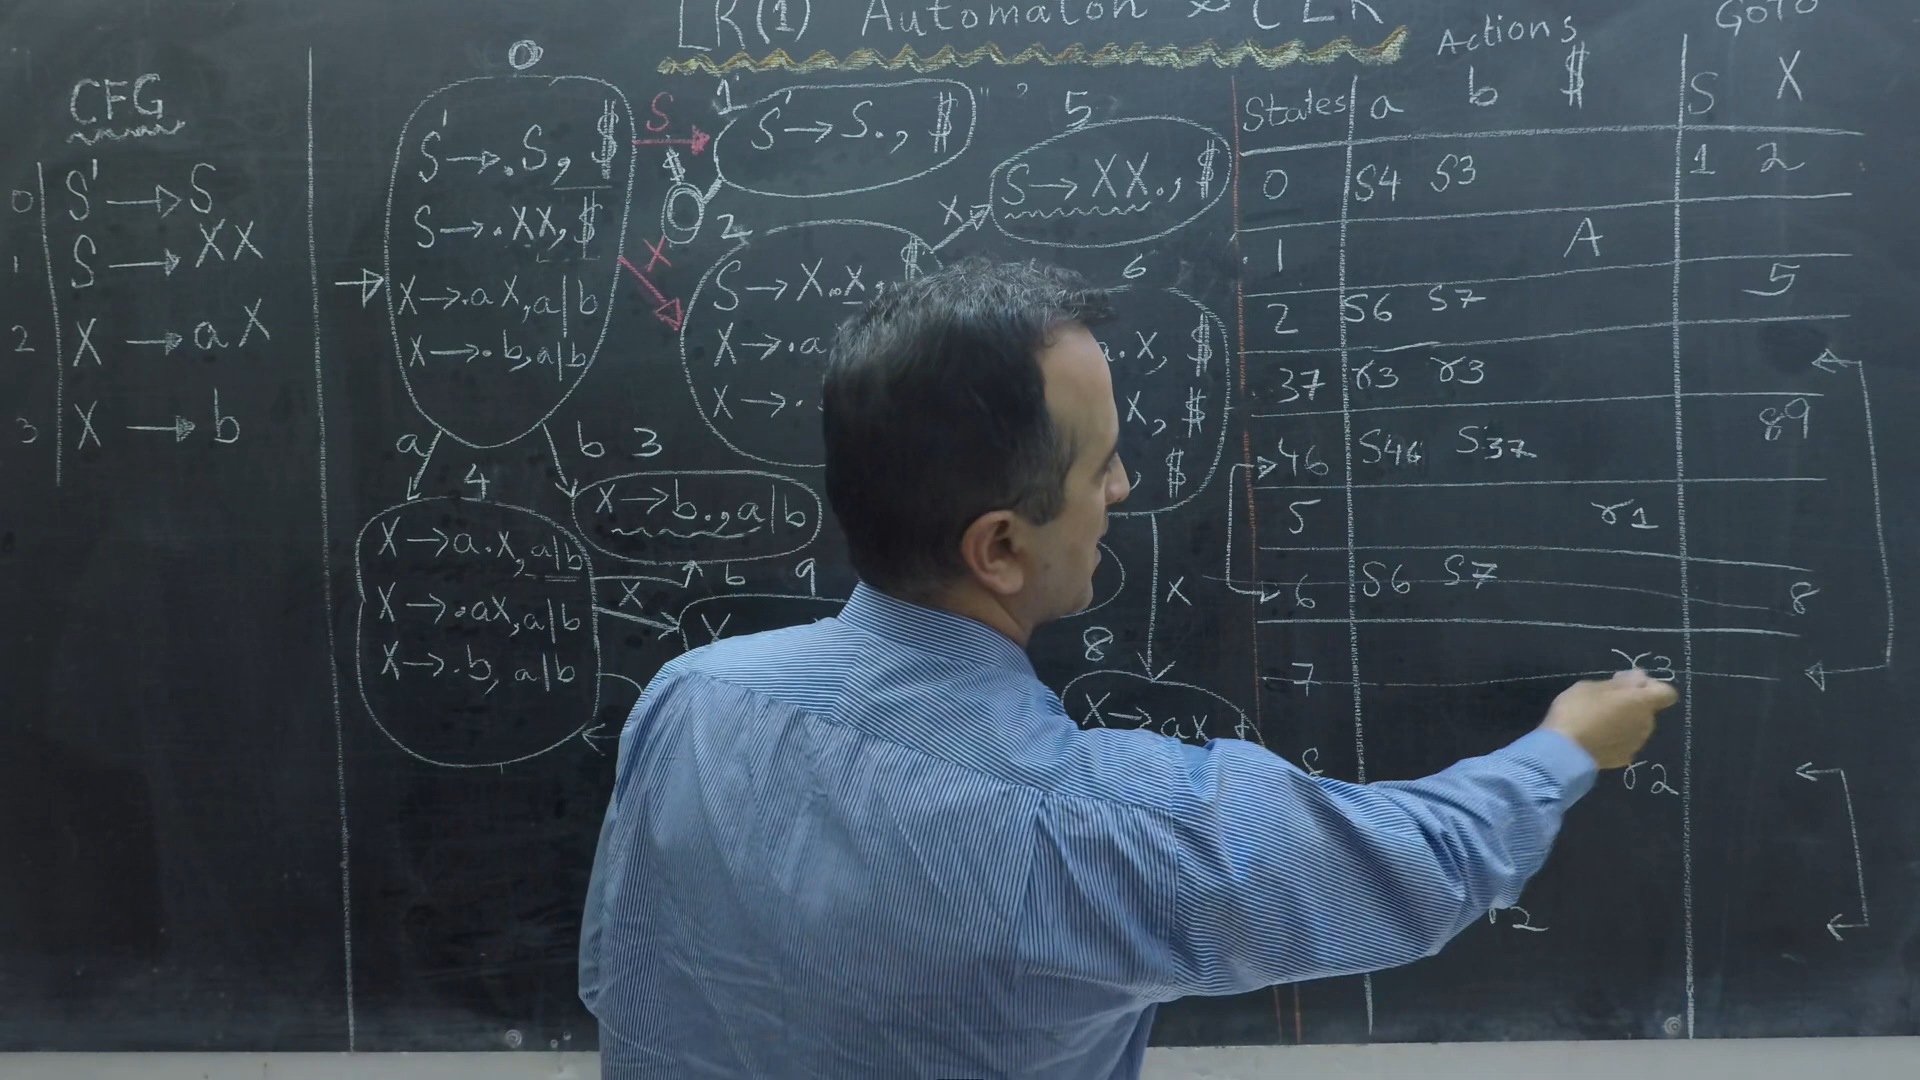 LR(1) Automaton
CLR
CFG
0 S' → S
1 S → XX
2 X → aX
3 X → b
0
S' → .S, $
S → .XX, $
X → .aX, a|b
X → .b, a|b
S
X
a
b
1
S' → S., $
$
2
S → X.X, $
X → .a
X → .
X
5
S → XX., $
6
a.X, $
X, $
, $
3
X → b., a|b
4
X → a.X, a|b
X → .aX, a|b
X → .b, a|b
b
X
9
X
X
8
X → aX
Actions
GOTO
States a b $ S X
0 S4 S3 1 2
1 A
2 S6 S7 5
37 r3 r3
46 S46 S37 89
5 r1
6 S6 S7 8
7 r3
8 r2
r2